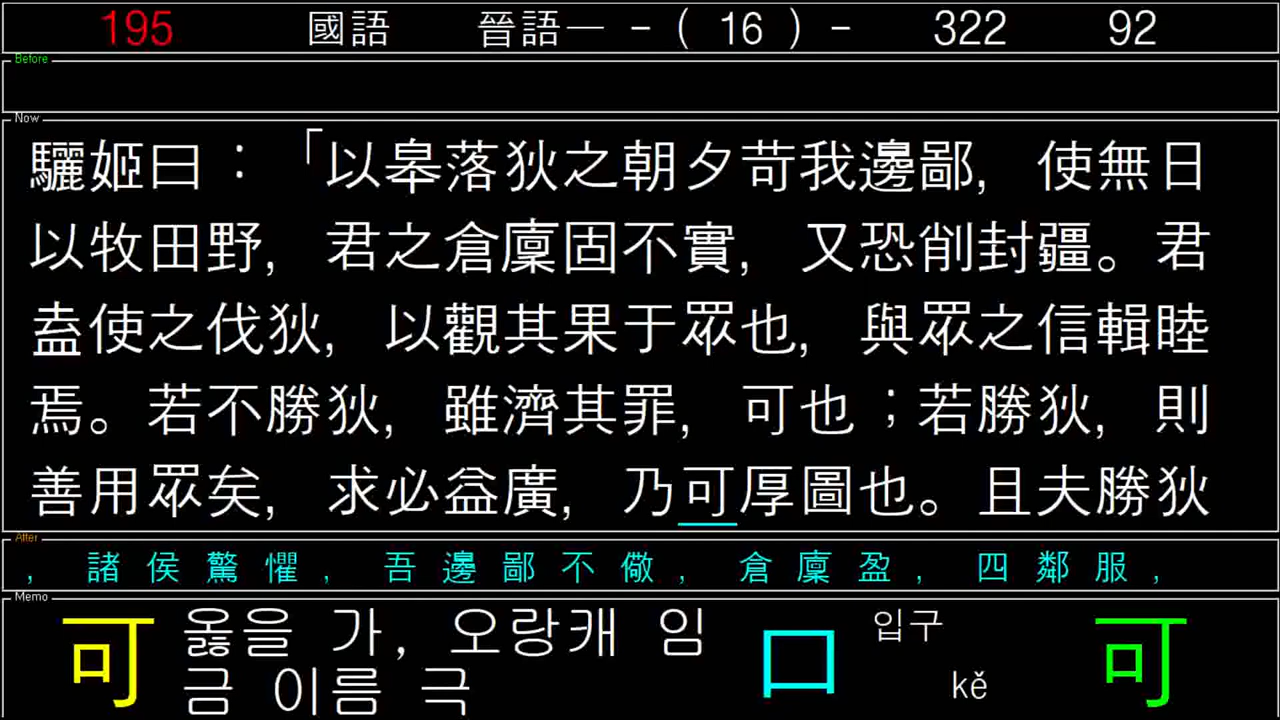 195 國語 晉語一 -（ 16 ）- 322 92
Before
Now
驪姬曰：「以皋落狄之朝夕苛我邊鄙，使無日
以牧田野，君之倉廩固不實，又恐削封疆。君
盍使之伐狄，以觀其果于眾也，與眾之信輯睦
焉。若不勝狄，雖濟其罪，可也；若勝狄，則
善用眾矣，求必益廣，乃可厚圖也。且夫勝狄
After
，諸侯驚懼，吾邊鄙不儆，倉廩盈，四鄰服，
Memo
可 옳을 가, 오랑캐 임
금 이름 극
口 입구
kě
可